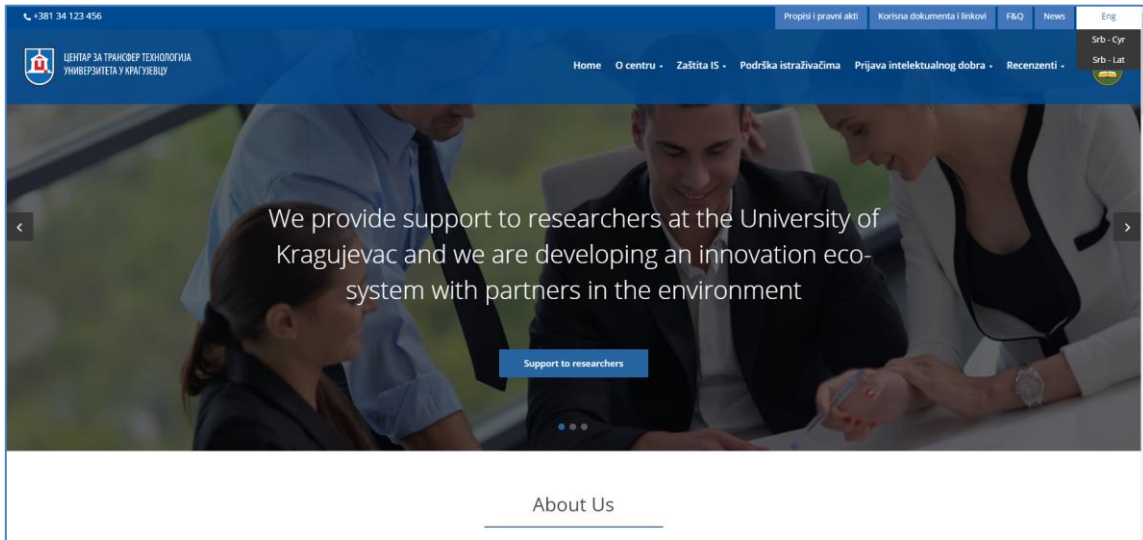 +381 34 123 456
Propisi i pravni akti
Korisna dokumenta i linkovi
F&Q
News
Eng
Srb - Cyr
Srb - Lat
ЦЕНТАР ЗА ТРАНСФЕР ТЕХНОЛОГИЈА
УНИВЕРЗИТЕТА У КРАГУЈЕВЦУ
Home
O centru
Zaštita IS
Podrška istraživačima
Prijava intelektualnog dobra
Recenzenti
We provide support to researchers at the University of
Kragujevac and we are developing an innovation eco-
system with partners in the environment
Support to researchers
About Us